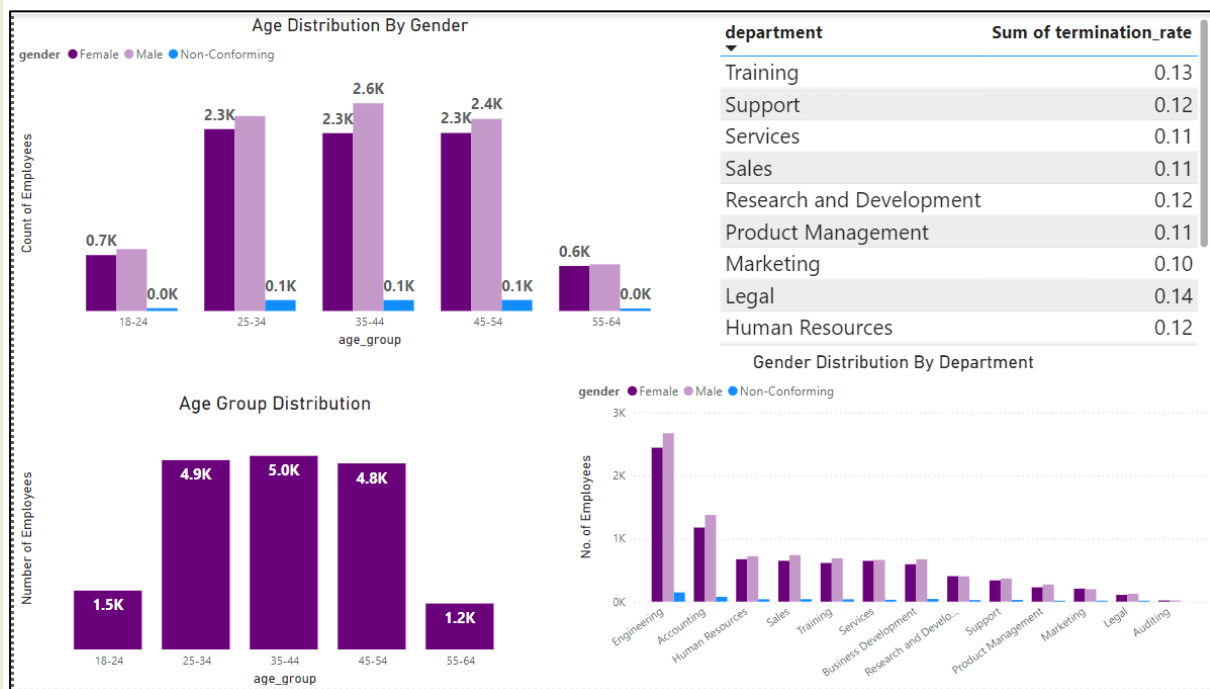 Age Distribution By Gender
gender Female Male Non-Conforming
Count of Employees
0.7K
0.0K
2.3K
0.1K
2.3K
2.6K
0.1K
2.3K
2.4K
0.1K
0.6K
0.0K
18-24 25-34 35-44 45-54 55-64
age_group
department Sum of termination_rate
Training 0.13
Support 0.12
Services 0.11
Sales 0.11
Research and Development 0.12
Product Management 0.11
Marketing 0.10
Legal 0.14
Human Resources 0.12
Age Group Distribution
Number of Employees
1.5K
4.9K
5.0K
4.8K
1.2K
18-24 25-34 35-44 45-54 55-64
age_group
Gender Distribution By Department
gender Female Male Non-Conforming
No. of Employees
3K
2K
1K
0K
Engineering
Accounting
Human Resources
Sales
Training
Services
Business Development
Research and Develo...
Support
Product Management
Marketing
Legal
Auditing